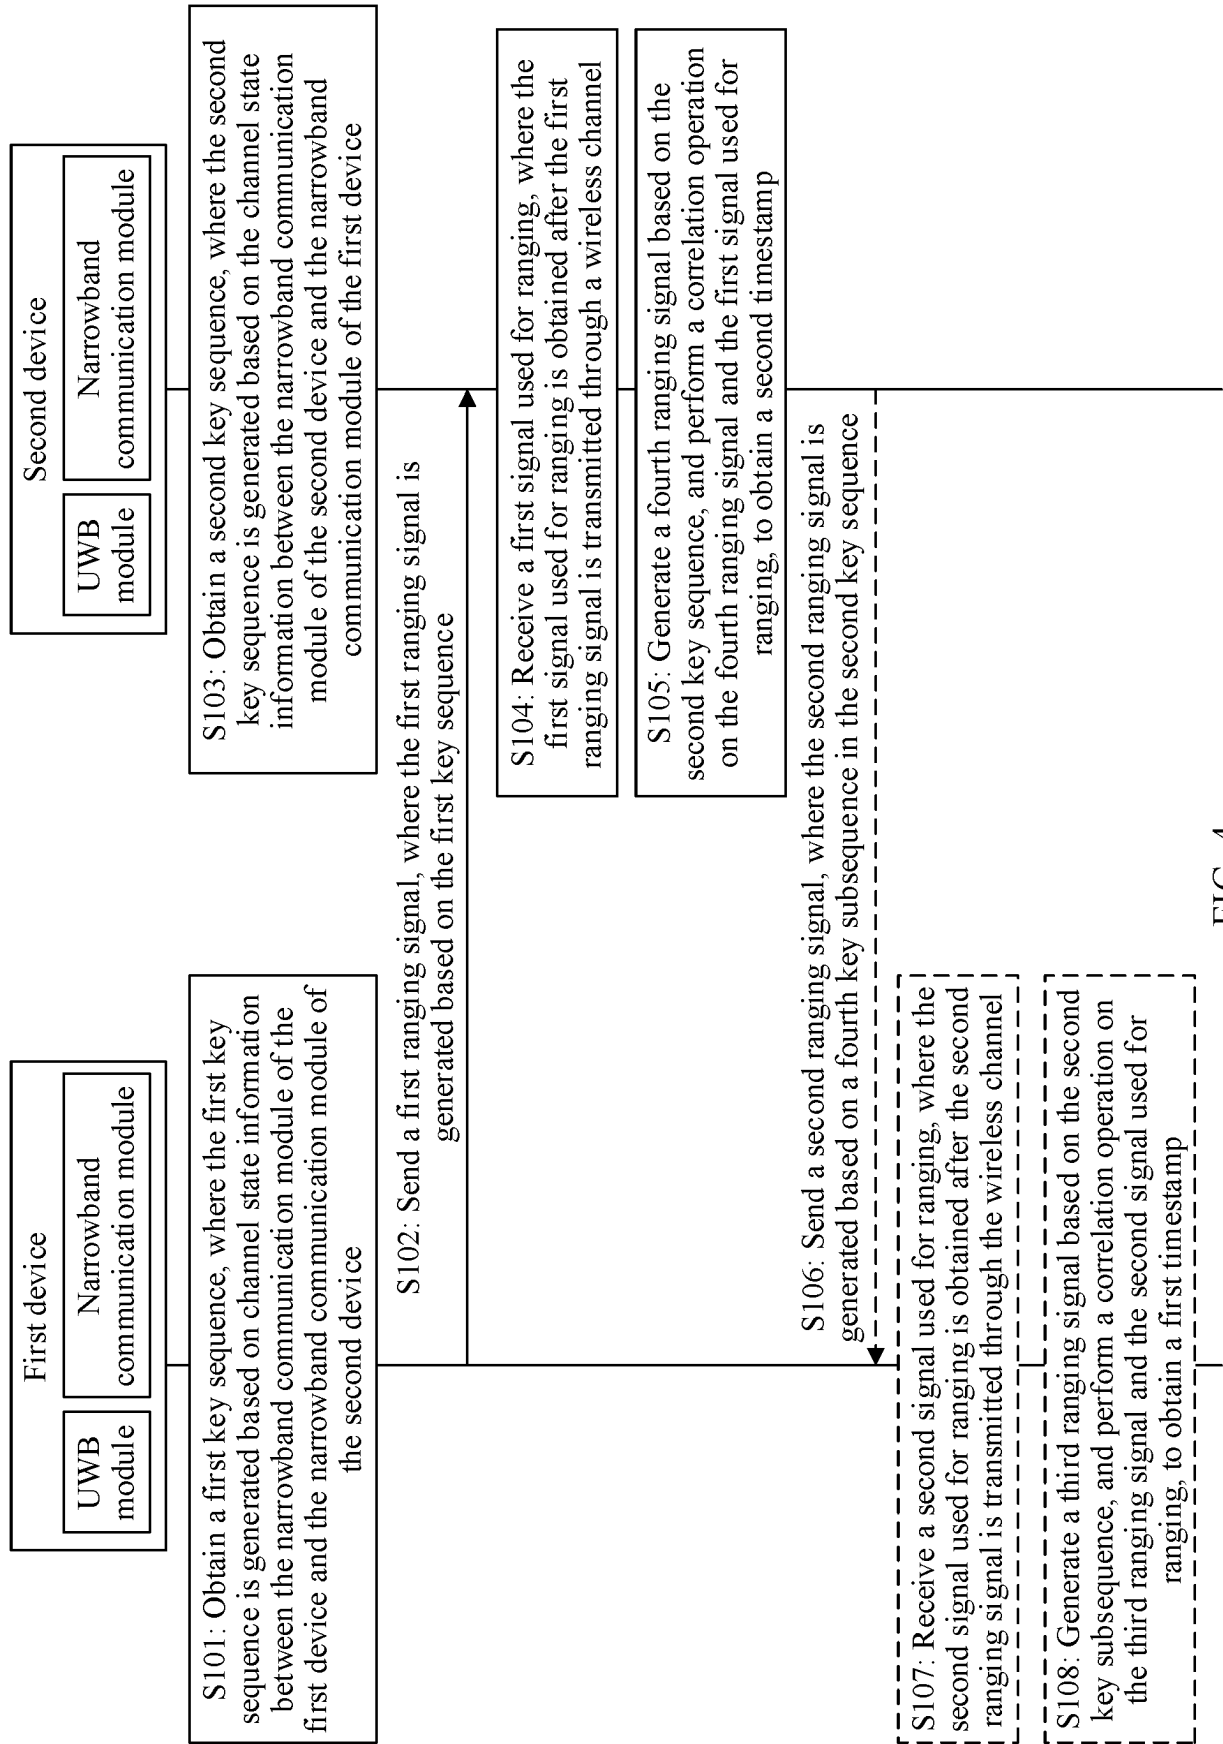 First device
UWB
module
Narrowband
communication module
Second device
UWB
module
Narrowband
communication module
S101: Obtain a first key sequence, where the first key
sequence is generated based on channel state information
between the narrowband communication module of the
first device and the narrowband communication module of
the second device
S103: Obtain a second key sequence, where the second
key sequence is generated based on the channel state
information between the narrowband communication
module of the second device and the narrowband
communication module of the first device
S102: Send a first ranging signal, where the first ranging signal is
generated based on the first key sequence
S104: Receive a first signal used for ranging, where the
first signal used for ranging is obtained after the first
ranging signal is transmitted through a wireless channel
S105: Generate a fourth ranging signal based on the
second key sequence, and perform a correlation operation
on the fourth ranging signal and the first signal used for
ranging, to obtain a second timestamp
S106: Send a second ranging signal, where the second ranging signal is
generated based on a fourth key subsequence in the second key sequence
S107: Receive a second signal used for ranging, where the
second signal used for ranging is obtained after the second
ranging signal is transmitted through the wireless channel
S108: Generate a third ranging signal based on the second
key subsequence, and perform a correlation operation on
the third ranging signal and the second signal used for
ranging, to obtain a first timestamp
FIG. 4